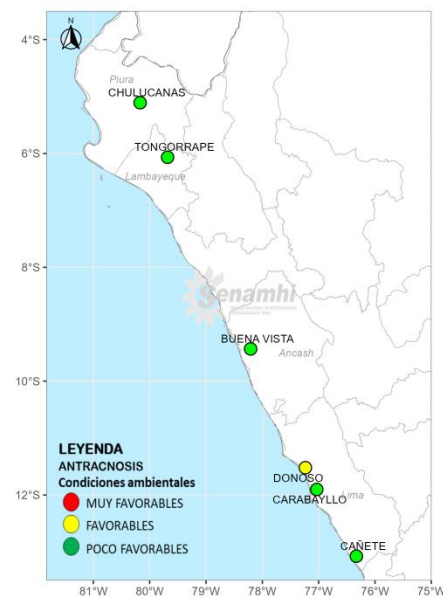 N
4°S
Piura
CHULUCANAS
6°S
TONGORRAPE
Lambayeque
8°S
Senamhi
BUENA VISTA
Ancash
10°S
LEYENDA
ANTRACNOSIS
Condiciones ambientales
MUY FAVORABLES
FAVORABLES
POCO FAVORABLES
12°S
DONOSO
CARABAYLLO
Lima
CAÑETE
81°W
80°W
79°W
78°W
77°W
76°W
75°W